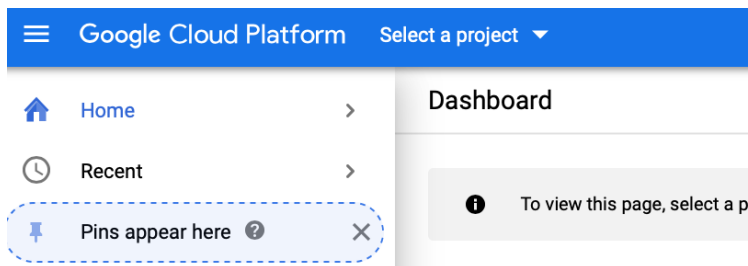 Google Cloud Platform Select a project
Home
Dashboard
Recent
To view this page, select a p
Pins appear here